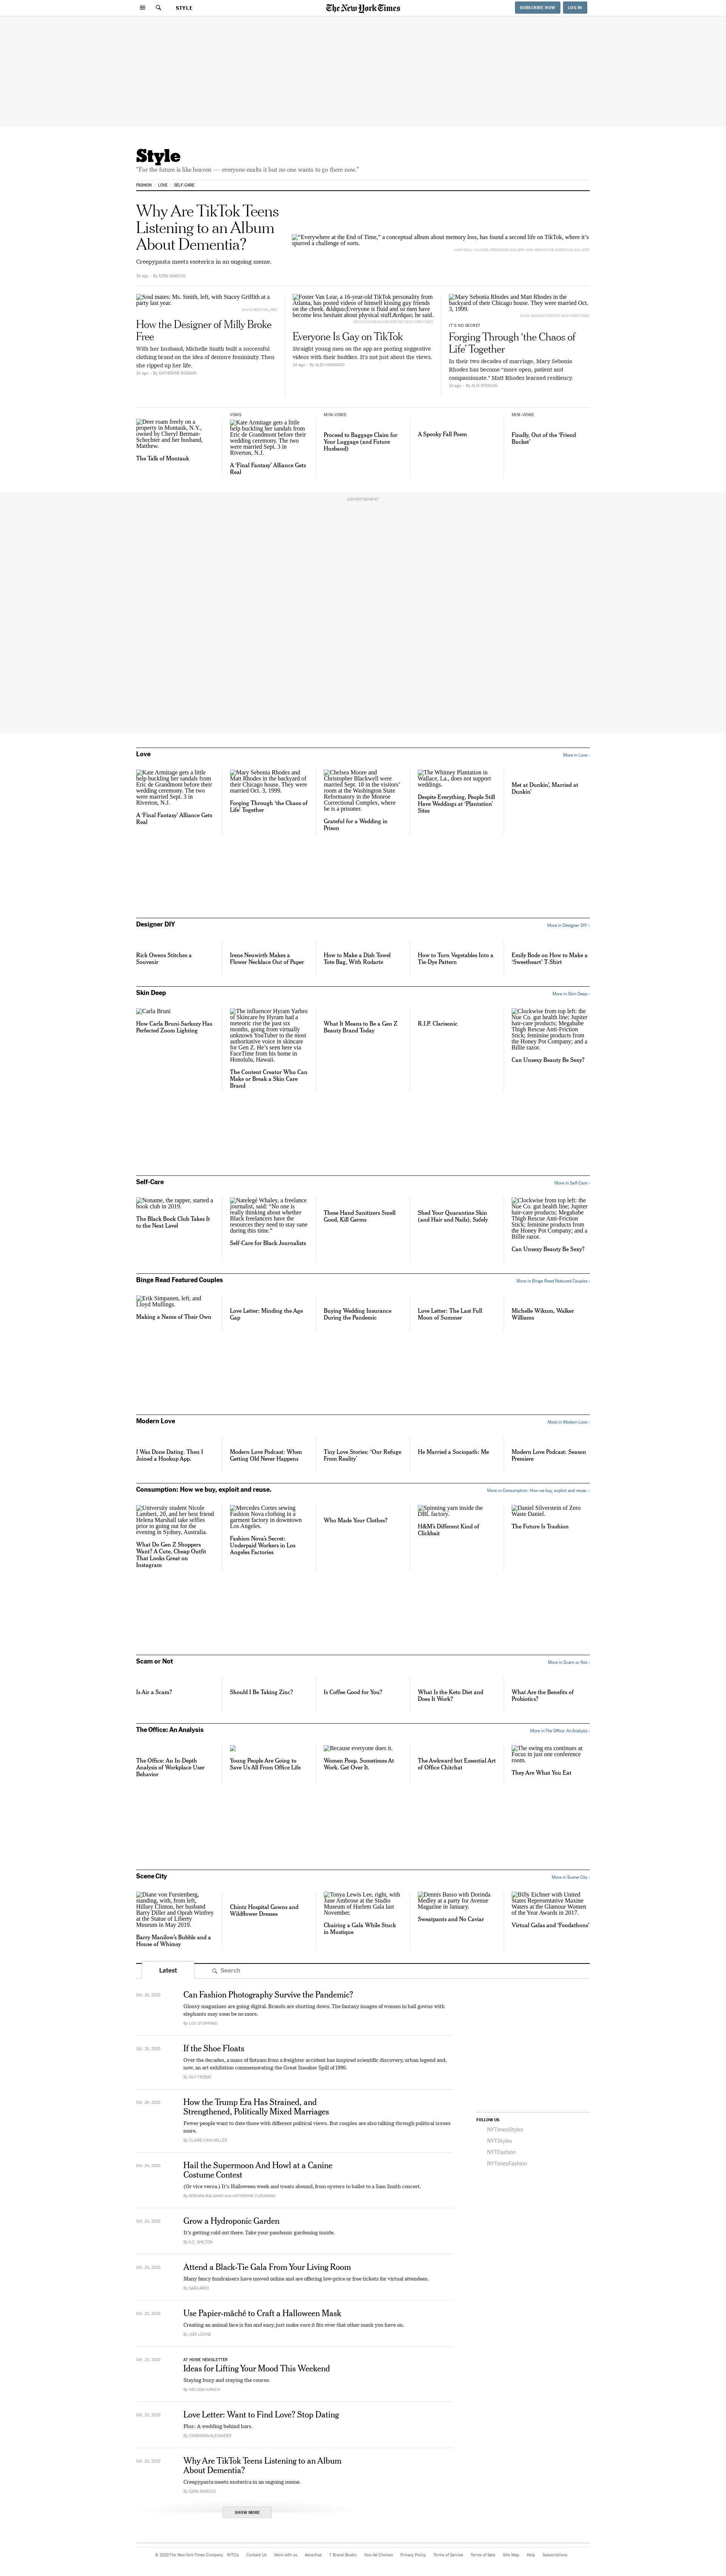 STYLE
The New York Times
SUBSCRIBE NOW
LOG IN
Style
"For the future is like heaven — everyone exalts it but no one wants to go there now."
FASHION
LOVE
SELF-CARE
Why Are TikTok Teens
Listening to an Album
About Dementia?
Creepypasta meets esoterica in an ongoing meme.
By EZRA MARCUS
"Everywhere at the End of Time," a conceptual album about memory loss, has found a second life on TikTok, where it's
spurred a challenge of sorts.
Soul mates: Ms. Smith, left, with Stacey Griffith at a
party last year.
How the Designer of Milly Broke
Free
With her husband, Michelle Smith built a successful
clothing brand on the idea of demure femininity. Then
she ripped up her life.
2d ago
By KATHERINE ROSMAN
Foster Van Lear, a 16-year-old TikTok personality from
Atlanta, has posted videos of himself kissing guy friends
on the cheek. &ldquo;Everyone is fluid and so men have
become less hesitant about physical stuff,&rdquo; he said.
Everyone Is Gay on TikTok
Straight young men on the app are posting suggestive
videos with their buddies. It's not just about the views.
2d ago
By ALEX HAWGOOD
Mary Sebonia Rhodes and Matt Rhodes in the
backyard of their Chicago house. They were married Oct.
3, 1999.
IT'S NO SECRET
Forging Through 'the Chaos of
Life' Together
In their two decades of marriage, Mary Sebonia
Rhodes has become "more open, patient and
compassionate." Matt Rhodes learned resiliency.
2d ago
By ALIX STRAUSS
Deer roam freely on a
property in Montauk, N.Y.,
owned by Cheryl Berman-
Schechter and her husband,
Matthew.
The Talk of Montauk
VOWS
Kate Armitage gets a little
help buckling her sandals from
Eric de Grandmont before their
wedding ceremony. The two
were married Sept. 3 in
Riverton, N.J.
A 'Final Fantasy' Alliance Gets
Real
MINI-VOWS
Proceed to Baggage Claim for
Your Luggage (and Future
Husband)
A Spooky Fall Poem
MINI-VOWS
Finally, Out of the 'Friend
Bucket'
ADVERTISEMENT
Love
More in Love ›
Kate Armitage gets a little
help buckling her sandals from
Eric de Grandmont before their
wedding ceremony. The two
were married Sept. 3 in
Riverton, N.J.
A 'Final Fantasy' Alliance Gets
Real
Mary Sebonia Rhodes and
Matt Rhodes in the backyard of
their Chicago house. They were
married Oct. 3, 1999.
Forging Through 'the Chaos of
Life' Together
Chelsea Moore and
Christopher Blackwell were
married Sept. 18 in the visitors'
room at the Washington State
Reformatory in the Monroe
Correctional Complex, where
he is a prisoner.
Grateful for a Wedding in
Prison
The Whitney Plantation in
Wallace, La., does not support
weddings.
Despite Everything, People Still
Have Weddings at 'Plantation'
Sites
Met at Dunkin', Married at
Dunkin'
Designer DIY
More in Designer DIY ›
Rick Owens Stitches a
Souvenir
Irene Neuwirth Makes a
Flower Necklace Out of Paper
How to Make a Dish Towel
Tote Bag, With Rodarte
How to Turn Vegetables Into a
Tie-Dye Pattern
Emily Bode on How to Make a
'Sweetheart' T-Shirt
Skin Deep
More in Skin Deep ›
Carla Bruni
How Carla Bruni-Sarkozy Has
Perfected Zoom Lighting
The influencer Hyram Yarbro
of Skincare by Hyram had a
meteoric rise the past six
months, going from virtually
unknown YouTuber to the most
authoritative voice in skincare
for Gen Z. He's seen here via
FaceTime from his home in
Honolulu, Hawaii.
The Content Creator Who Can
Make or Break a Skin Care
Brand
What It Means to Be a Gen Z
Beauty Brand Today
R.I.P. Clarisonic
Clockwise from top left: the
Nue Co. gut health line; Jupiter
hair-care products; Megababe
Thigh Rescue Anti-Friction
Stick; feminine products from
the Honey Pot Company; and a
Billie razor.
Can Unsexy Beauty Be Sexy?
Self-Care
More in Self-Care ›
Noname, the rapper, started a
book club in 2019.
The Black Book Club Takes It
to the Next Level
Natelegé Whaley, a freelance
journalist, said: "No one is
really thinking about whether
Black freelancers have the
resources they need to stay sane
during this time."
Self-Care for Black Journalists
These Hand Sanitizers Smell
Good, Kill Germs
Shed Your Quarantine Skin
(and Hair and Nails), Safely
Clockwise from top left: the
Nue Co. gut health line; Jupiter
hair-care products; Megababe
Thigh Rescue Anti-Friction
Stick; feminine products from
the Honey Pot Company; and a
Billie razor.
Can Unsexy Beauty Be Sexy?
Binge Read Featured Couples
More in Binge Read Featured Couples ›
Erik Simpanen, left, and
Lloyd Mullings.
Making a Name of Their Own
Love Letter: Minding the Age
Gap
Buying Wedding Insurance
During the Pandemic
Love Letter: The Last Full
Moon of Summer
Michelle Wikum, Walker
Williams
Modern Love
More in Modern Love ›
I Was Done Dating. Then I
Joined a Hookup App.
Modern Love Podcast: When
Getting Old Never Happens
Tiny Love Stories: 'Our Refuge
From Reality'
He Married a Sociopath: Me
Modern Love Podcast: Season
Premiere
Consumption: How we buy, exploit and reuse.
More in Consumption: How we buy, exploit and reuse. ›
University student Nicole
Lambert, 20, and her best friend
Helena Marshall take selfies
prior to going out for the
evening in Sydney, Australia.
What Do Gen Z Shoppers
Want? A Cute, Cheap Outfit
That Looks Great on
Instagram
Mercedes Cortes sewing
Fashion Nova clothing in a
garment factory in downtown
Los Angeles.
Fashion Nova's Secret:
Underpaid Workers in Los
Angeles Factories
Who Made Your Clothes?
Spinning yarn inside the
DBL factory.
H&M's Different Kind of
Clickbait
Daniel Silverstein of Zero
Waste Daniel.
The Future Is Trashion
Scam or Not
More in Scam or Not ›
Is Air a Scam?
Should I Be Taking Zinc?
Is Coffee Good for You?
What Is the Keto Diet and
Does It Work?
What Are the Benefits of
Probiotics?
The Office: An Analysis
More in The Office: An Analysis ›
The Office: An In-Depth
Analysis of Workplace User
Behavior
Young People Are Going to
Save Us All From Office Life
Because everyone does it.
Women Poop. Sometimes At
Work. Get Over It.
The Awkward but Essential Art
of Office Chitchat
The swing era continues at
Focus in just one conference
room.
They Are What You Eat
Scene City
More in Scene City ›
Diane von Furstenberg,
standing, with, from left,
Hillary Clinton, her husband
Barry Diller and Oprah Winfrey
at the Statue of Liberty
Museum in May 2019.
Barry Manilow's Bubble and a
House of Whimsy
Chintz Hospital Gowns and
Wildflower Dresses
Tonya Lewis Lee, right, with
June Ambrose at the Studio
Museum of Harlem Gala last
November.
Chairing a Gala While Stuck
in Mustique
Dennis Basso with Dorinda
Medley at a party for Avenue
Magazine in January.
Sweatpants and No Caviar
Billy Eichner with United
States Representative Maxine
Waters at the Glamour Women
of the Year Awards in 2017.
Virtual Galas and 'Foodathons'
Latest
Search
Can Fashion Photography Survive the Pandemic?
Glossy magazines are going digital. Brands are shutting down. The fantasy images of women in ball gowns with
elephants may soon be no more.
By LOU STOPPARD
If the Shoe Floats
Over the decades, a mass of flotsam from a freighter accident has inspired scientific discovery, urban legend and,
now, an art exhibition commemorating the Great Sneaker Spill of 1990.
By GUY TREBAY
How the Trump Era Has Strained, and
Strengthened, Politically Mixed Marriages
Fewer people want to date those with different political views. But couples are also talking through political issues
more.
By CLAIRE CAIN MILLER
FOLLOW US
NYTimesStyles
NYTStyles
NYTFashion
NYTimesFashion
Hail the Supermoon And Howl at a Canine
Costume Contest
(Or vice versa.) It's Halloween week and treats abound, from oysters to ballet to a Sam Smith concert.
By ADRIANA BALSAMO and KATHERINE CUSUMANO
Oct. 24, 2020
Grow a Hydroponic Garden
It's getting cold out there. Take your pandemic gardening inside.
By A.C. SHILTON
Oct. 24, 2020
Attend a Black-Tie Gala From Your Living Room
Many fancy fundraisers have moved online and are offering low-price or free tickets for virtual attendees.
By SARA ARIDI
Use Papier-mâché to Craft a Halloween Mask
Creating an animal face is fun and easy, just make sure it fits over that other mask you have on.
By JODI LEVINE
Oct. 23, 2020
AT HOME NEWSLETTER
Ideas for Lifting Your Mood This Weekend
Staying busy and staying the course.
By MELISSA KIRSCH
Oct. 23, 2020
Love Letter: Want to Find Love? Stop Dating
Plus: A wedding behind bars.
By CHARANNA ALEXANDER
Oct. 23, 2020
Why Are TikTok Teens Listening to an Album
About Dementia?
Creepypasta meets esoterica in an ongoing meme.
By EZRA MARCUS
SHOW MORE
© 2020 The New York Times Company
NYTCo
Contact Us
Work with us
Advertise
T Brand Studio
Your Ad Choices
Privacy Policy
Terms of Service
Terms of Sale
Site Map
Help
Subscriptions